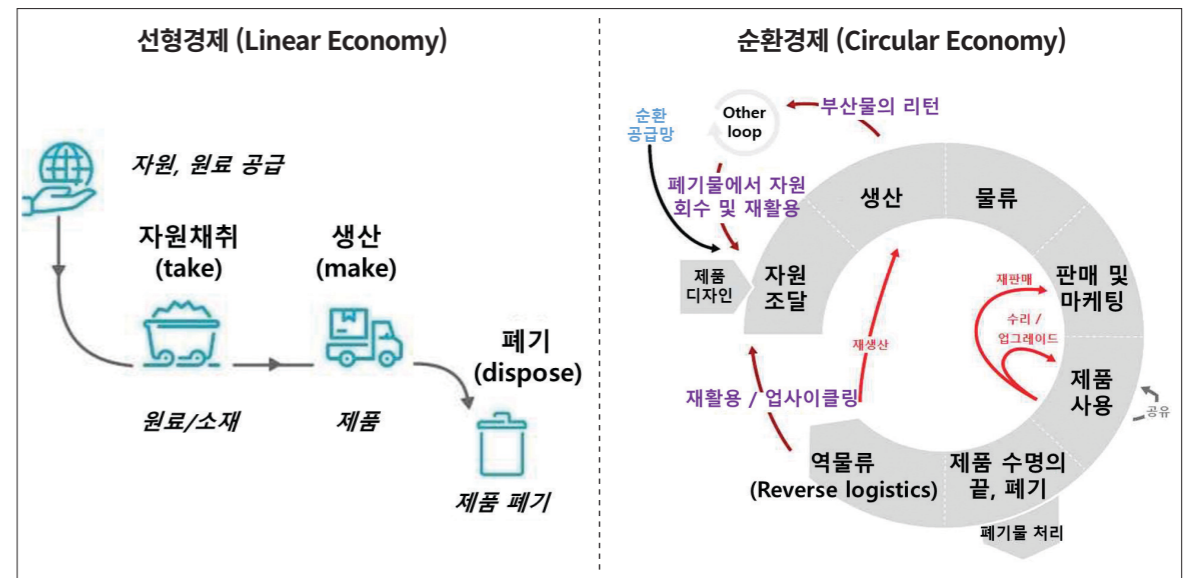 선형경제 (Linear Economy)
자원, 원료 공급
자원채취
(take)
생산
(make)
폐기
(dispose)
원료/소재
제품
제품 폐기
순환경제 (Circular Economy)
순환
공급망
Other
loop
부산물의 리턴
폐기물에서 자원
회수 및 재활용
생산
물류
제품
디자인
자원
조달
판매 및
마케팅
재판매
수리 /
업그레이드
재생산
제품
사용
공유
재활용 / 업사이클링
역물류
(Reverse logistics)
제품 수명의
끝, 폐기
폐기물 처리